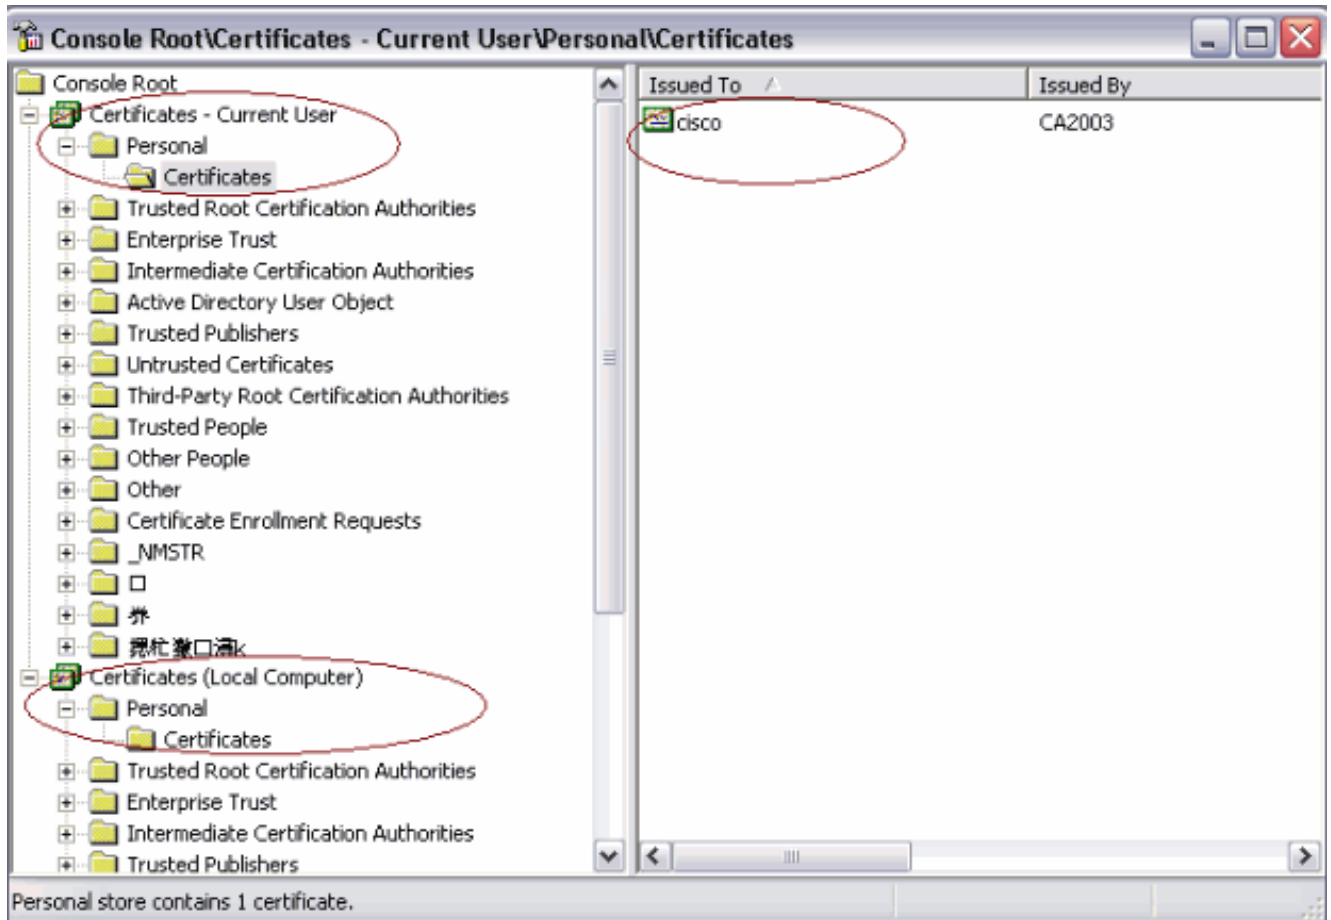 Console Root\Certificates - Current User\Personal\Certificates
Console Root
Certificates - Current User
Personal
Certificates
Trusted Root Certification Authorities
Enterprise Trust
Intermediate Certification Authorities
Active Directory User Object
Trusted Publishers
Untrusted Certificates
Third-Party Root Certification Authorities
Trusted People
Other People
Other
Certificate Enrollment Requests
_NMSTR
Certificates (Local Computer)
Personal
Certificates
Trusted Root Certification Authorities
Enterprise Trust
Intermediate Certification Authorities
Trusted Publishers
Issued To
Issued By
cisco
CA2003
Personal store contains 1 certificate.